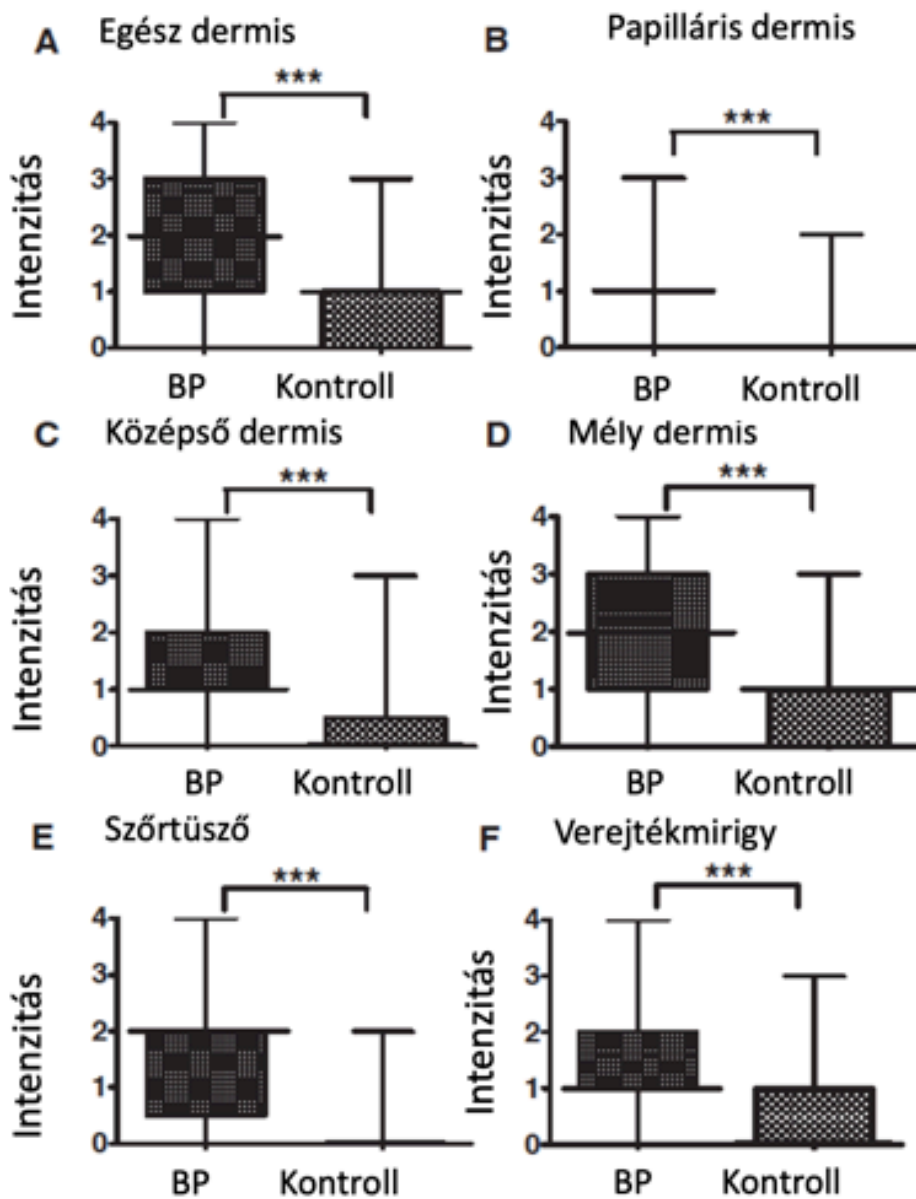 A Egész dermis
***
Intenzitás
4
3
2
1
0
BP Kontroll
B Papilláris dermis
***
Intenzitás
4
3
2
1
0
BP Kontroll
C Középső dermis
***
Intenzitás
4
3
2
1
0
BP Kontroll
D Mély dermis
***
Intenzitás
4
3
2
1
0
BP Kontroll
E Szőrtüsző
***
Intenzitás
4
3
2
1
0
BP Kontroll
F Verejtékmirigy
***
Intenzitás
4
3
2
1
0
BP Kontroll